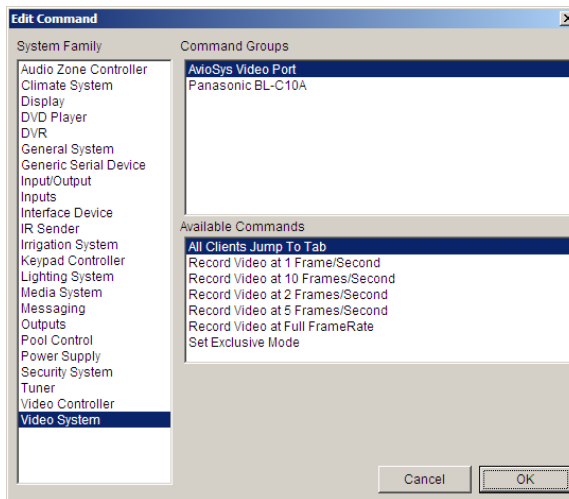 Edit Command
System Family
Audio Zone Controller
Climate System
Display
DVD Player
DVR
General System
Generic Serial Device
Input/Output
Inputs
Interface Device
IR Sender
Irrigation System
Keypad Controller
Lighting System
Media System
Messaging
Outputs
Pool Control
Power Supply
Security System
Tuner
Video Controller
Video System
Command Groups
AvioSys Video Port
Panasonic BL-C10A
Available Commands
All Clients Jump To Tab
Record Video at 1 Frame/Second
Record Video at 10 Frames/Second
Record Video at 2 Frames/Second
Record Video at 5 Frames/Second
Record Video at Full FrameRate
Set Exclusive Mode
Cancel
OK